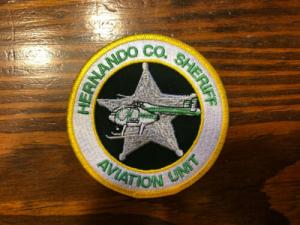 HERNANDO CO. SHERIFF
AVIATION UNIT